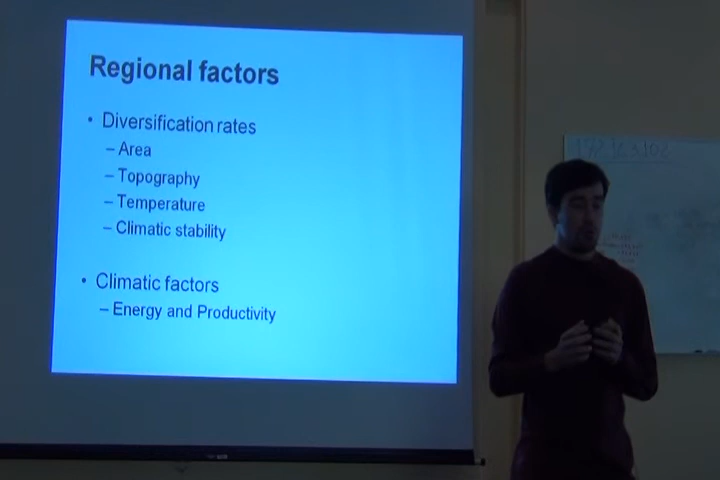 Regional factors
• Diversification rates
– Area
– Topography
– Temperature
– Climatic stability
• Climatic factors
– Energy and Productivity